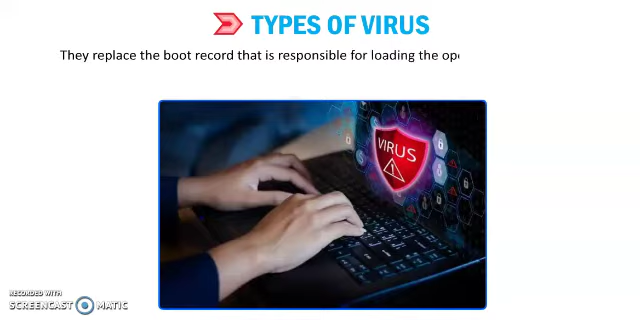 TYPES OF VIRUS
They replace the boot record that is responsible for loading the ope
VIRUS
RECORDED WITH
SCREENCAST MATIC